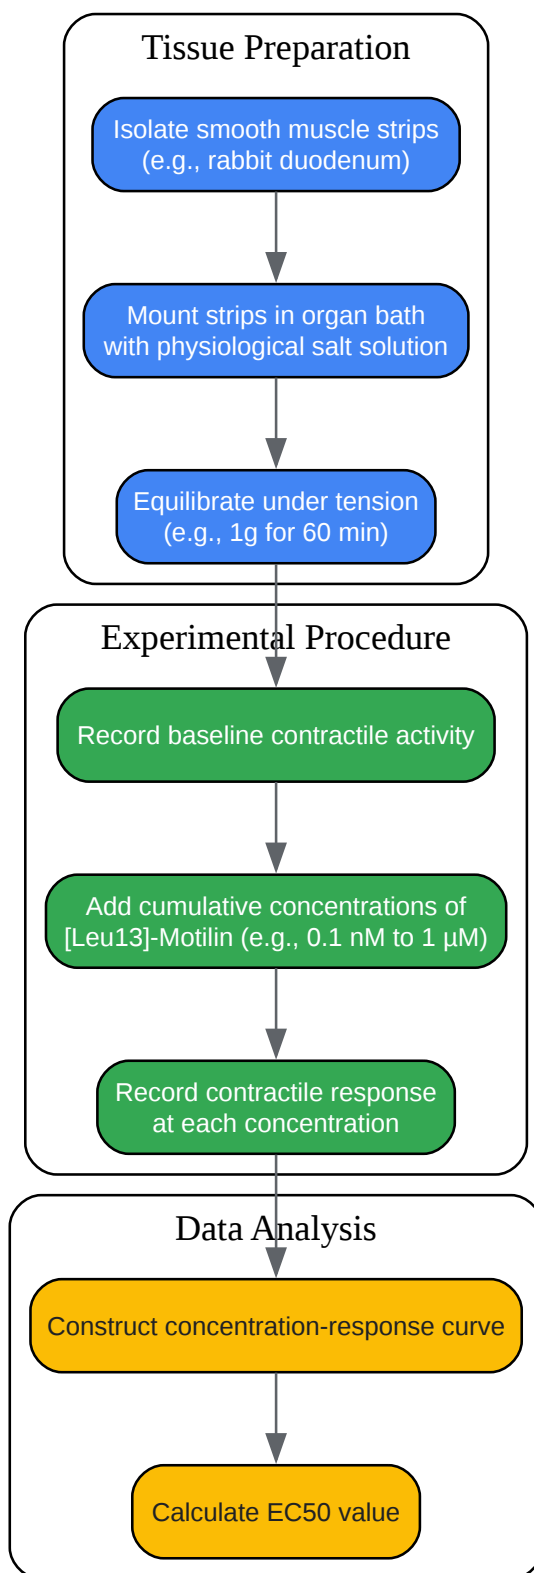 Tissue Preparation
Isolate smooth muscle strips
(e.g., rabbit duodenum)
Mount strips in organ bath
with physiological salt solution
Equilibrate under tension
(e.g., 1g for 60 min)
Experimental Procedure
Record baseline contractile activity
Add cumulative concentrations of
[Leu13]-Motilin (e.g., 0.1 nM to 1 µM)
Record contractile response
at each concentration
Data Analysis
Construct concentration-response curve
Calculate EC50 value